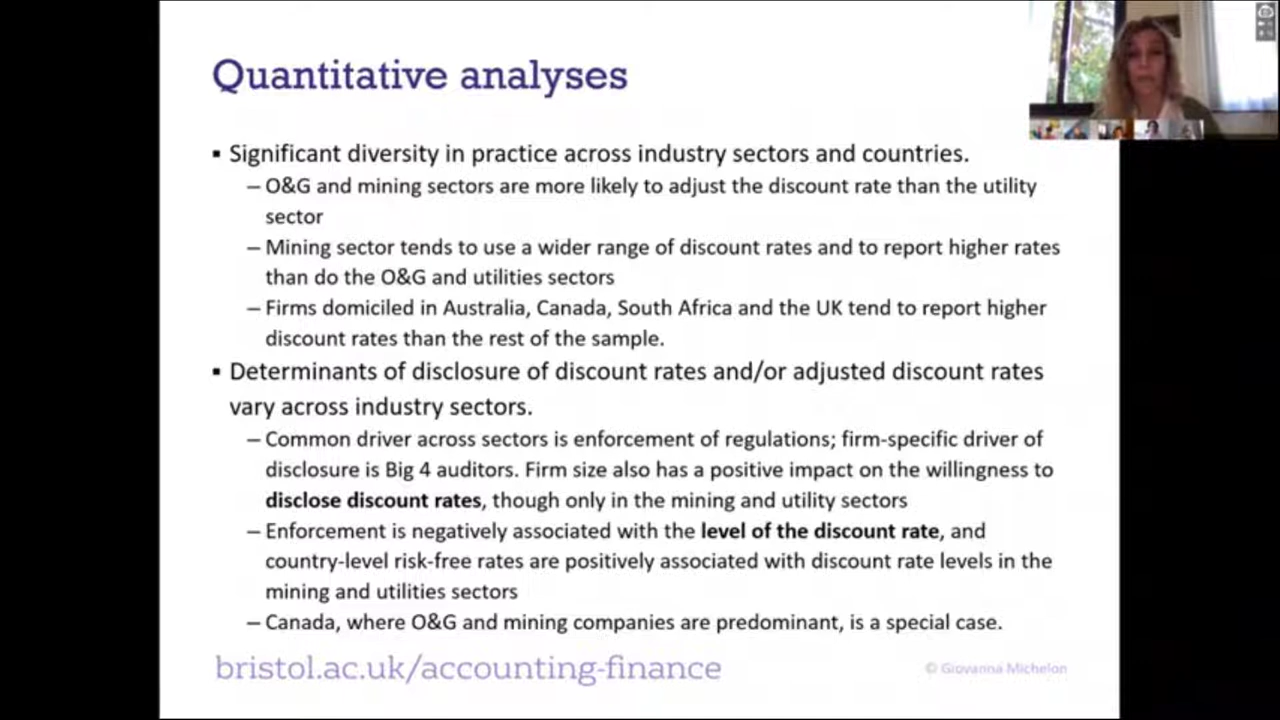 Quantitative analyses
▪ Significant diversity in practice across industry sectors and countries.
– O&G and mining sectors are more likely to adjust the discount rate than the utility
sector
– Mining sector tends to use a wider range of discount rates and to report higher rates
than do the O&G and utilities sectors
– Firms domiciled in Australia, Canada, South Africa and the UK tend to report higher
discount rates than the rest of the sample.
▪ Determinants of disclosure of discount rates and/or adjusted discount rates
vary across industry sectors.
– Common driver across sectors is enforcement of regulations; firm-specific driver of
disclosure is Big 4 auditors. Firm size also has a positive impact on the willingness to
disclose discount rates, though only in the mining and utility sectors
– Enforcement is negatively associated with the level of the discount rate, and
country-level risk-free rates are positively associated with discount rate levels in the
mining and utilities sectors
– Canada, where O&G and mining companies are predominant, is a special case.
bristol.ac.uk/accounting-finance
© Giovanna Michelon